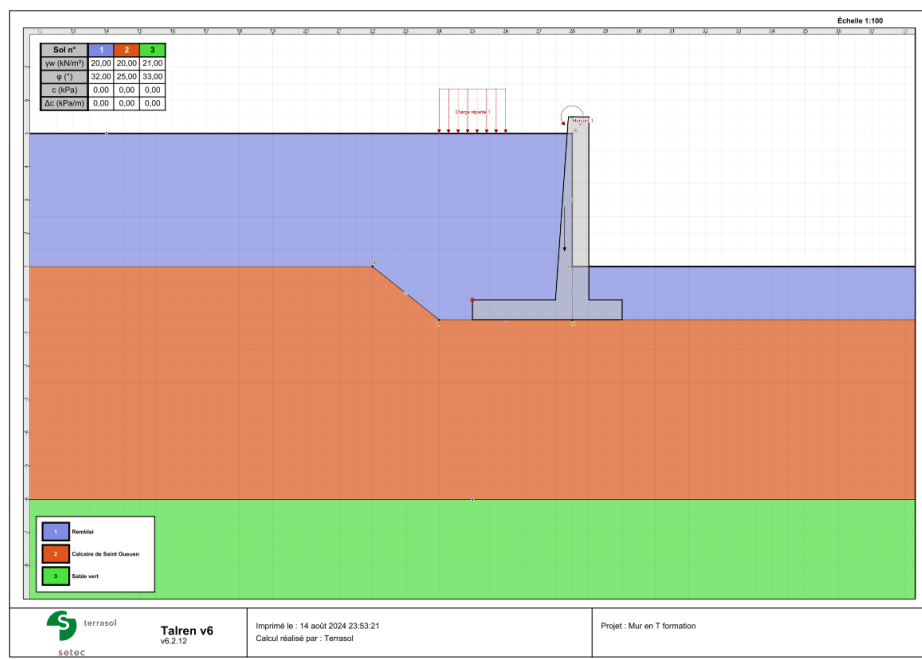 Échelle 1:100
Sol n° 1 2 3
γw (kN/m³) 20,00 20,00 21,00
φ (°) 32,00 25,00 33,00
c (kPa) 0,00 0,00 0,00
Δc (kPa/m) 0,00 0,00 0,00
Charge répartie 1
1 Remblai
2 Calcaire de Saint Oueuen
3 Sable vert
terrasol
setec
Talren v6
v6.2.12
Imprimé le : 14 août 2024 23:53:21
Calcul réalisé par : Terrasol
Projet : Mur en T formation